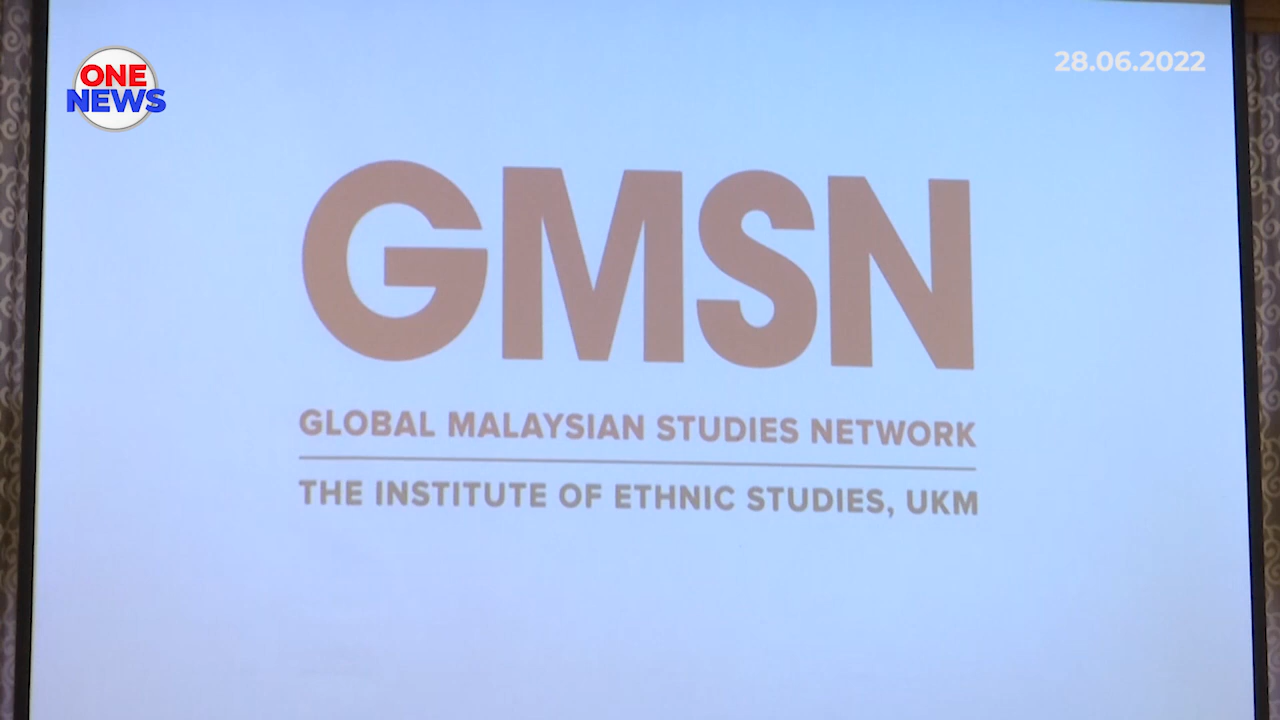 ONE
NEWS
28.06.2022
GMSN
GLOBAL MALAYSIAN STUDIES NETWORK
THE INSTITUTE OF ETHNIC STUDIES, UKM